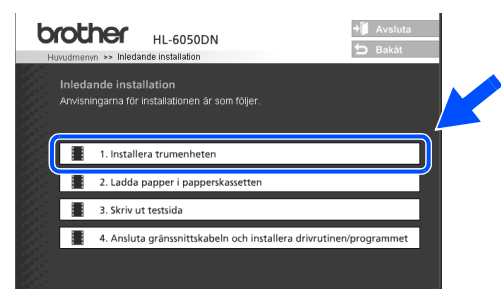 brother
HL-6050DN
Avsluta
Bakåt
Huvudmenyn >> Inledande installation
Inledande installation
Anvisningarna för installationen är som följer.
1. Installera trumenheten
2. Ladda papper i papperskassetten
3. Skriv ut testsida
4. Ansluta gränssnittskabeln och installera drivrutinen/programmet